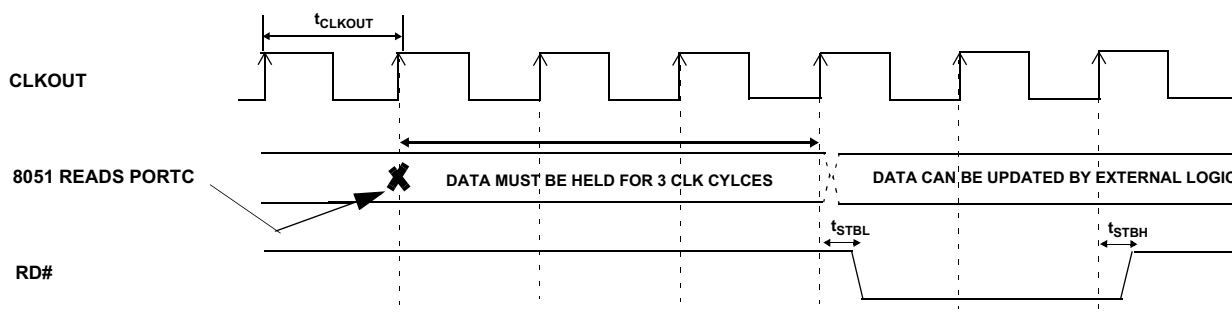 tCLKOUT
CLKOUT
8051 READS PORTC
DATA MUST BE HELD FOR 3 CLK CYLCES
DATA CAN BE UPDATED BY EXTERNAL LOGIC
tSTBL
tSTBH
RD#